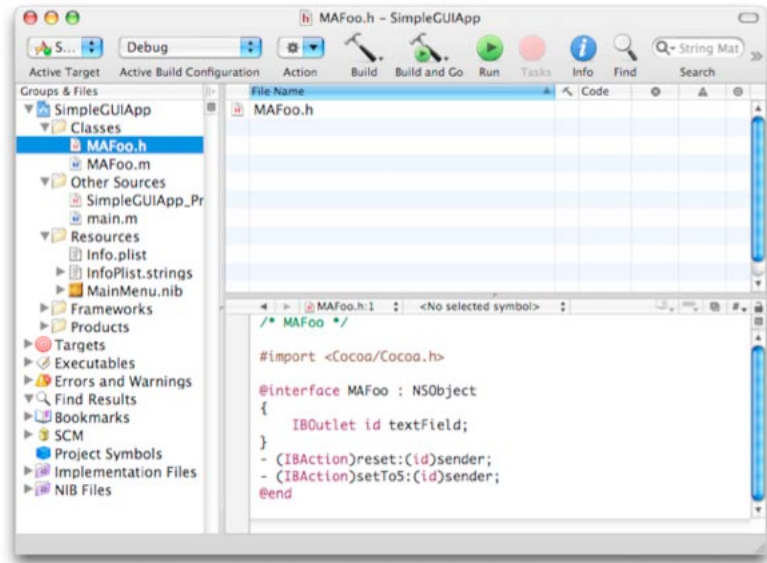 MAFoo.h – SimpleGUIApp
S... Debug String Mat
Active Target Active Build Configuration Action Build Build and Go Run Tasks Info Find Search
Groups & Files
SimpleGUIApp
Classes
MAFoo.h
MAFoo.m
Other Sources
SimpleGUIApp_Pr
main.m
Resources
Info.plist
InfoPlist.strings
MainMenu.nib
Frameworks
Products
Targets
Executables
Errors and Warnings
Find Results
Bookmarks
SCM
Project Symbols
Implementation Files
NIB Files
File Name Code
MAFoo.h
MAFoo.h:1 <No selected symbol> #
/* MAFoo */
#import <Cocoa/Cocoa.h>
@interface MAFoo : NSObject
{
IBOutlet id textField;
}
- (IBAction)reset:(id)sender;
- (IBAction)setTo5:(id)sender;
@end